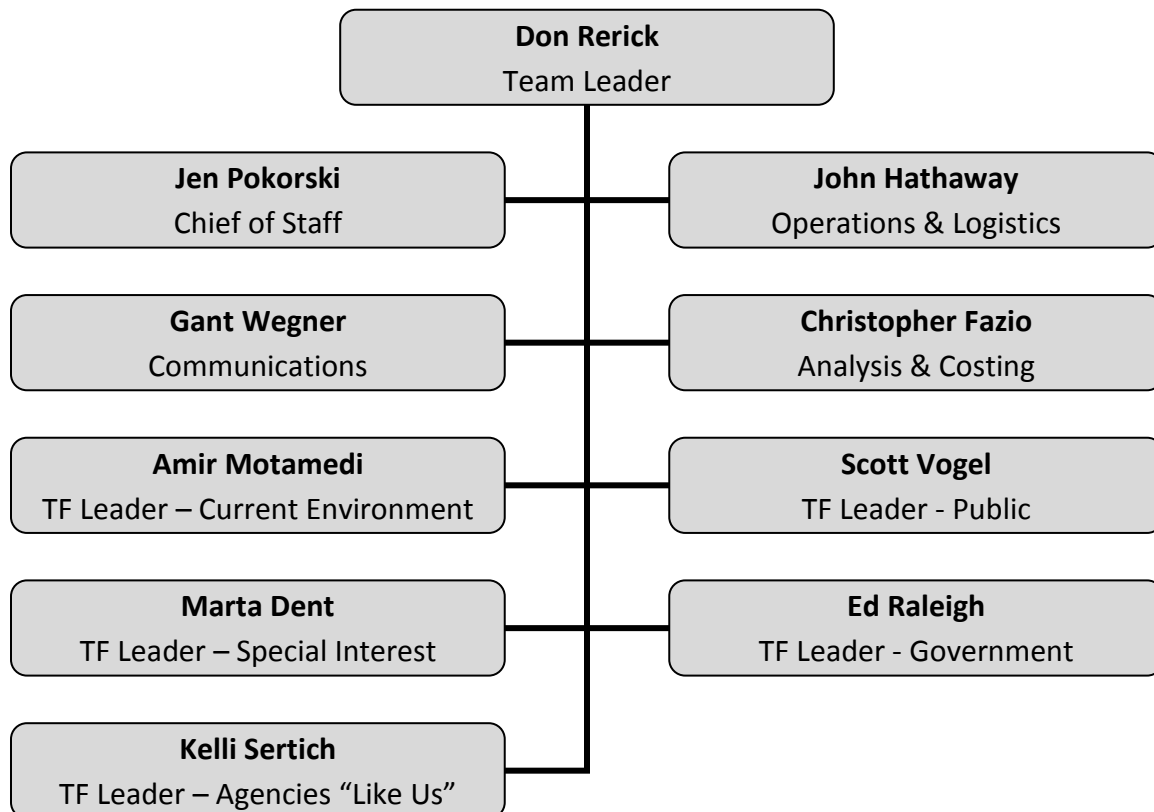 Don Rerick
Team Leader
Jen Pokorski
Chief of Staff
John Hathaway
Operations & Logistics
Gant Wegner
Communications
Christopher Fazio
Analysis & Costing
Amir Motamedi
TF Leader – Current Environment
Scott Vogel
TF Leader - Public
Marta Dent
TF Leader – Special Interest
Ed Raleigh
TF Leader - Government
Kelli Sertich
TF Leader – Agencies “Like Us”